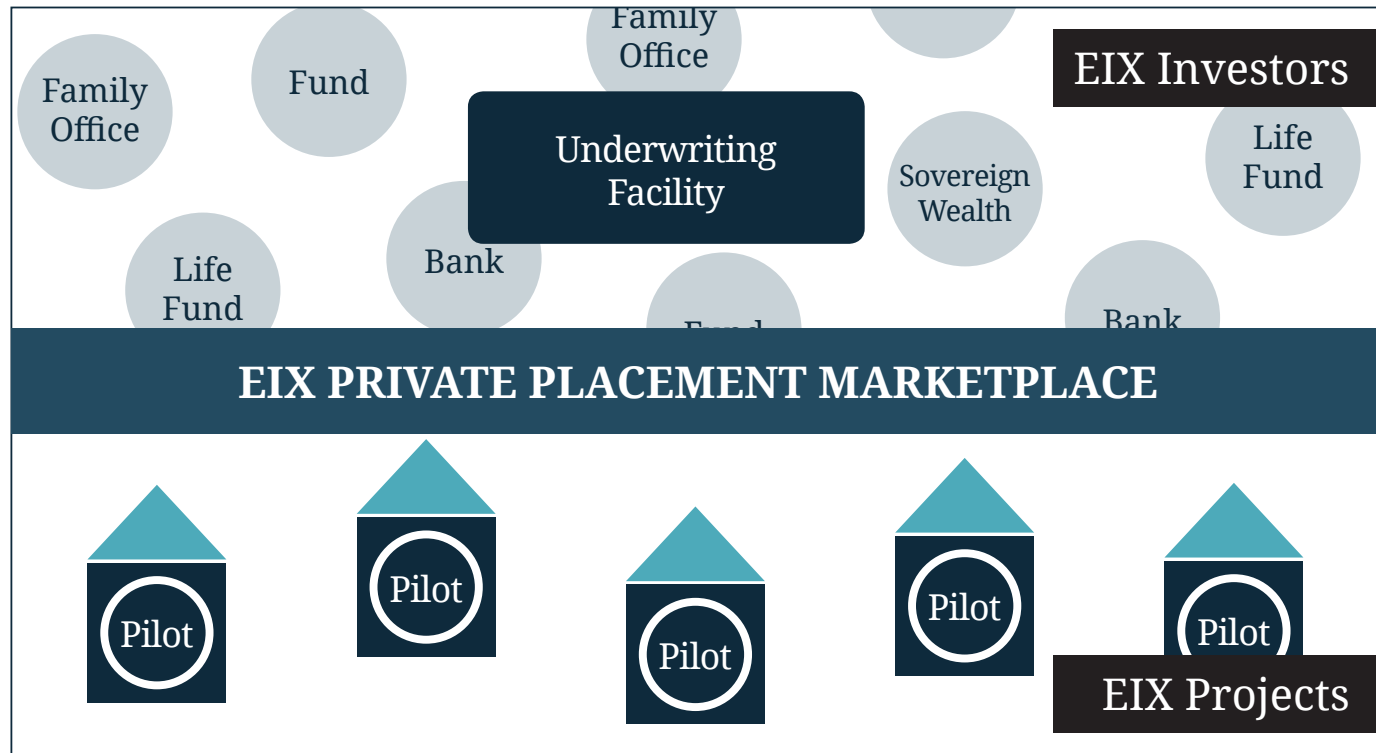 Family
Office
EIX Investors
Family
Office
Fund
Underwriting
Facility
Life
Fund
Sovereign
Wealth
Life
Fund
Bank
Fund
Bank
EIX PRIVATE PLACEMENT MARKETPLACE
Pilot
Pilot
Pilot
Pilot
Pilot
EIX Projects